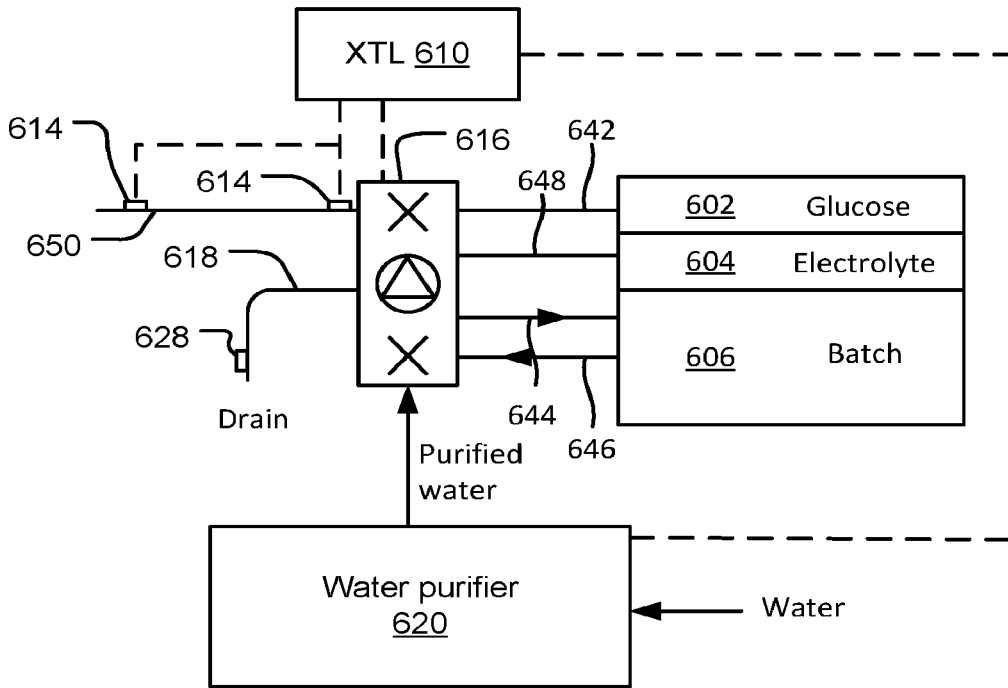 XTL 610
614
616
642
614
648
602 Glucose
650
618
604 Electrolyte
628
606 Batch
Drain
644
646
Purified
water
Water purifier
620
Water